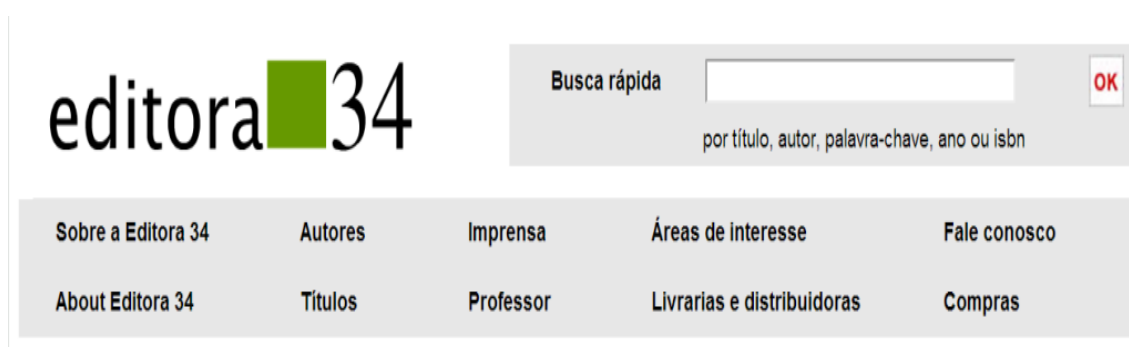 editora 34
Busca rápida
OK
por título, autor, palavra-chave, ano ou isbn
Sobre a Editora 34 Autores Imprensa Áreas de interesse Fale conosco
About Editora 34 Títulos Professor Livrarias e distribuidoras Compras